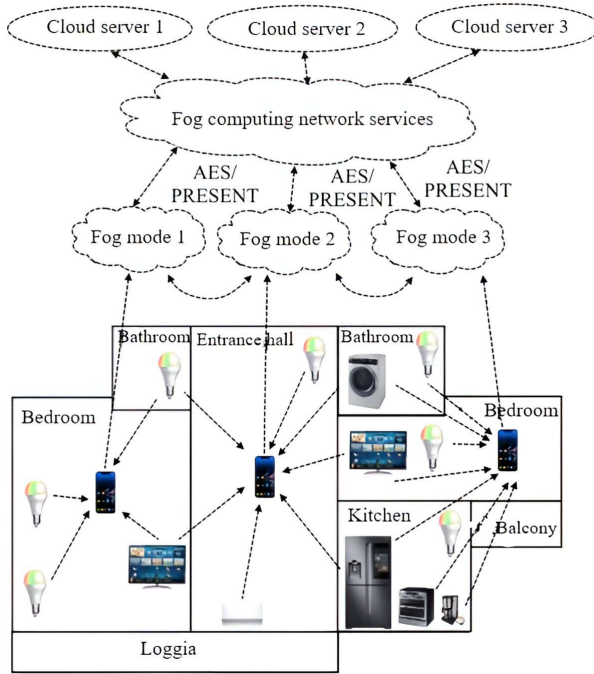 Cloud server 1
Cloud server 2
Cloud server 3
Fog computing network services
AES/
PRESENT
AES/
PRESENT
AES/
PRESENT
Fog mode 1
Fog mode 2
Fog mode 3
Bathroom
Entrance hall
Bathroom
Bedroom
Bedroom
Kitchen
Balcony
Loggia